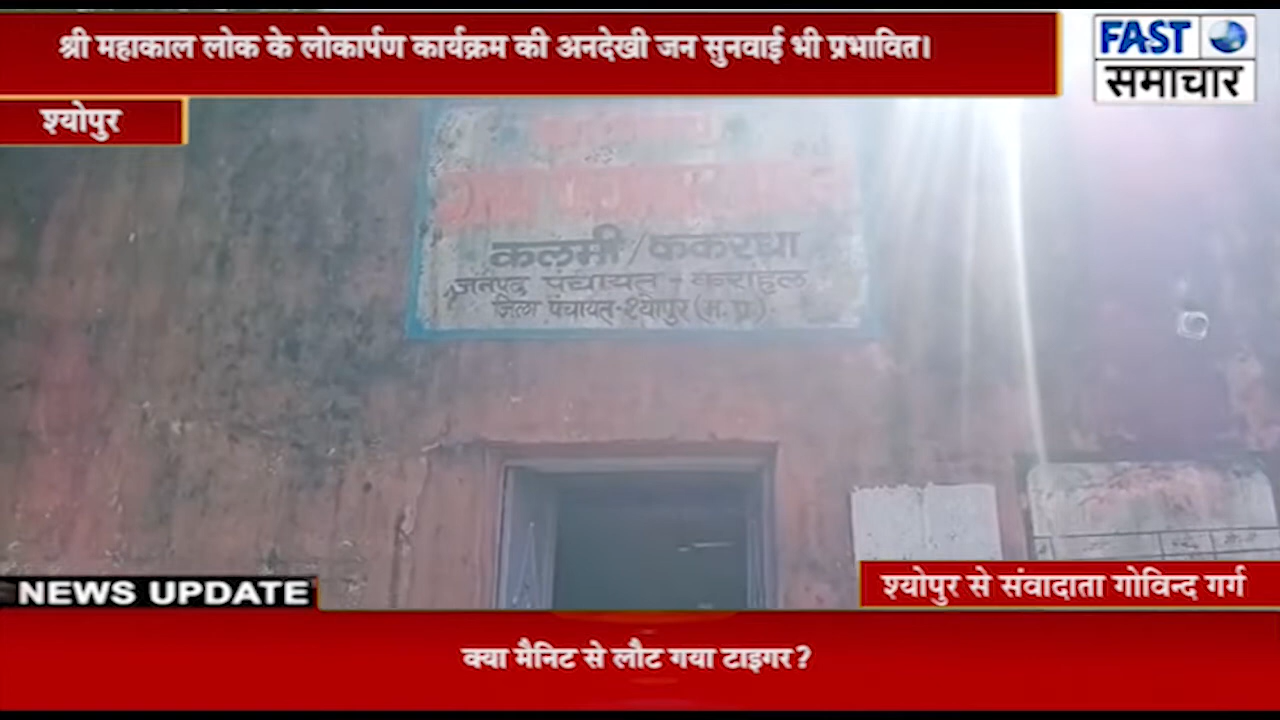 श्री महाकाल लोक के लोकार्पण कार्यक्रम की अनदेखी जन सुनवाई भी प्रभावित।
FAST
समाचार
श्योपुर
कलमी/ककरधा
जनपद पंचायत - कराहल
जिला पंचायत-श्योपुर (म.प्र.)
NEWS UPDATE
श्योपुर से संवादाता गोविन्द गर्ग
क्या मैनिट से लौट गया टाइगर?